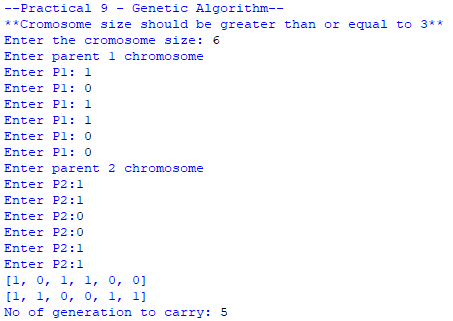 --Practical 9 - Genetic Algorithm--
**Cromosome size should be greater than or equal to 3**
Enter the cromosome size: 6
Enter parent 1 chromosome
Enter P1: 1
Enter P1: 0
Enter P1: 1
Enter P1: 1
Enter P1: 0
Enter P1: 0
Enter parent 2 chromosome
Enter P2:1
Enter P2:1
Enter P2:0
Enter P2:0
Enter P2:1
Enter P2:1
[1, 0, 1, 1, 0, 0]
[1, 1, 0, 0, 1, 1]
No of generation to carry: 5